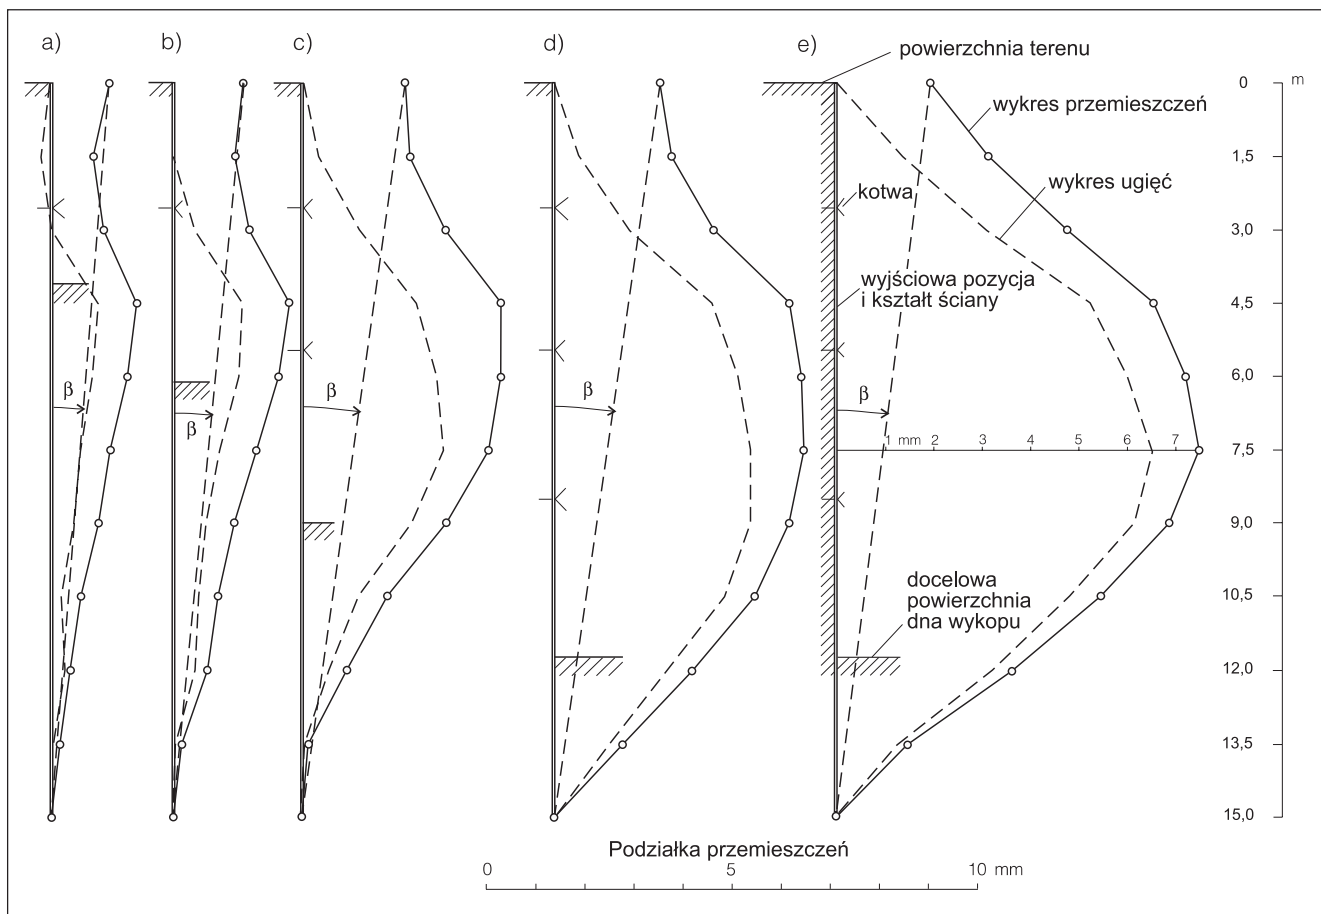 a)
b)
c)
d)
e)
powierzchnia terenu
0 m
wykres przemieszczeń
1,5
wykres ugięć
kotwa
3,0
wyjściowa pozycja
i kształt ściany
4,5
β
β
β
β
β
6,0
1 mm 2 3 4 5 6 7
7,5
9,0
docelowa
powierzchnia
dna wykopu
10,5
12,0
13,5
15,0
Podziałka przemieszczeń
0 5 10 mm